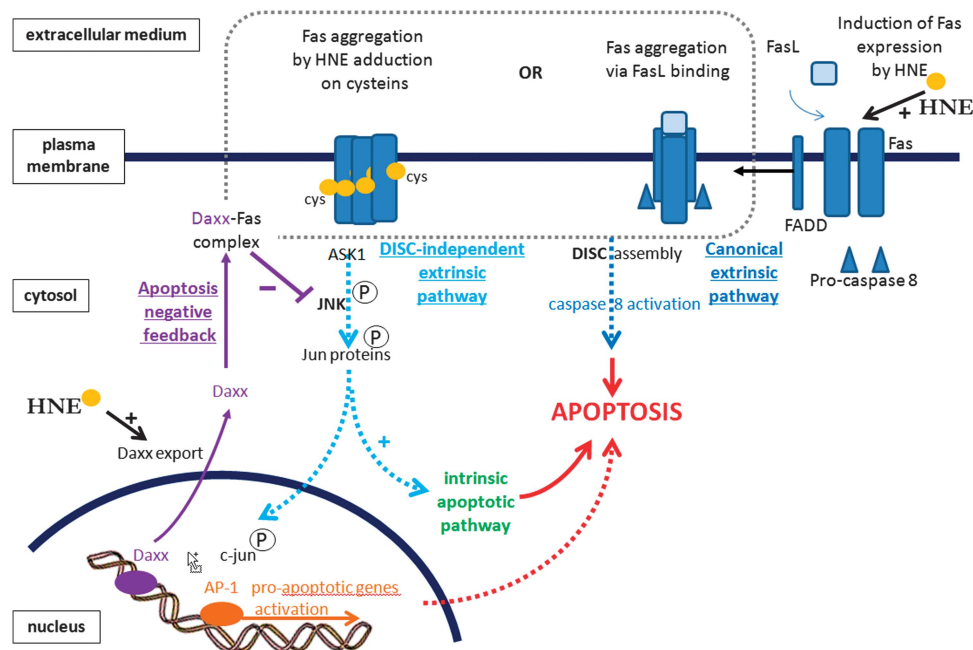 extracellular medium
Fas aggregation
by HNE adduction
on cysteins
OR
Fas aggregation
via FasL binding
FasL
Induction of Fas
expression
by HNE
+ HNE
plasma
membrane
cys
cys
Fas
FADD
Pro-caspase 8
Daxx-Fas
complex
ASK1
DISC-independent
extrinsic
pathway
DISC assembly
Canonical
extrinsic
pathway
cytosol
Apoptosis
negative
feedback
–
JNK
P
caspase 8 activation
P
Jun proteins
HNE
+
Daxx export
Daxx
APOPTOSIS
+
intrinsic
apoptotic
pathway
Daxx
c-jun
P
AP-1 pro-apoptotic genes
activation
nucleus